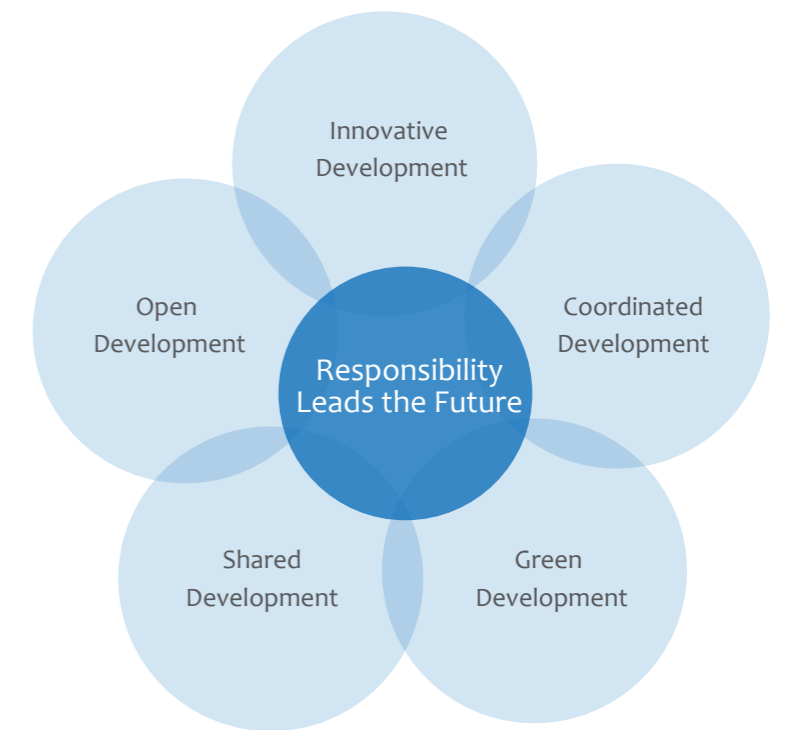 Innovative
Development
Open
Development
Coordinated
Development
Responsibility
Leads the Future
Shared
Development
Green
Development